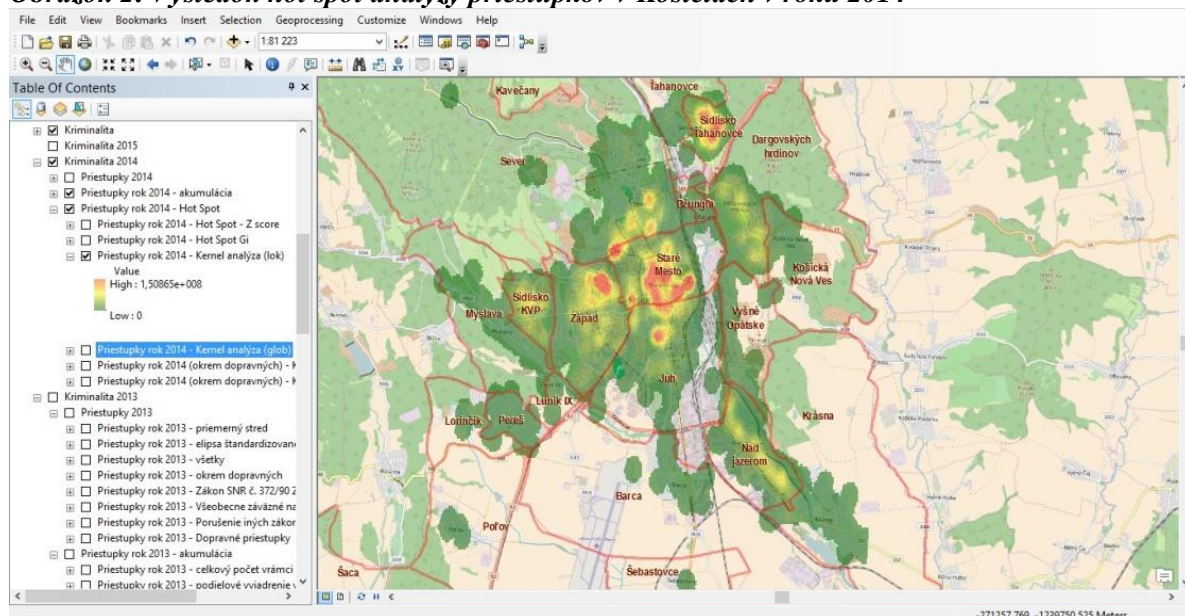 Obrázok 2: Výsledok hot spot analýzy priestupkov v Košiciach v roku 2014
File Edit View Bookmarks Insert Selection Geoprocessing Customize Windows Help
1:81 223
Table Of Contents
Kriminalita
Kriminalita 2015
Kriminalita 2014
Priestupky 2014
Priestupky rok 2014 - akumulácia
Priestupky rok 2014 - Hot Spot
Priestupky rok 2014 - Hot Spot - Z score
Priestupky rok 2014 - Hot Spot Gi
Priestupky rok 2014 - Kernel analýza (lok)
Value
High : 1,50865e+008
Low : 0
Priestupky rok 2014 - Kernel analýza (glob)
Priestupky rok 2014 (okrem dopravných) - K
Priestupky rok 2014 (okrem dopravných) - K
Kriminalita 2013
Priestupky 2013
Priestupky rok 2013 - priemerný stred
Priestupky rok 2013 - elipsa štandardizovan
Priestupky rok 2013 - všetky
Priestupky rok 2013 - okrem dopravných
Priestupky rok 2013 - Zákon SNR č. 372/90 Z
Priestupky rok 2013 - Všeobecne záväzné na
Priestupky rok 2013 - Porušenie iných zákor
Priestupky rok 2013 - Dopravné priestupky
Priestupky rok 2013 - akumulácia
Priestupky rok 2013 - celkový počet vrámci
Priestupky rok 2013 - podielové vyjadrenie
Kavečany
Ťahanovce
Sídlisko
Ťahanovce
Dargovských
hrdinov
Sever
Džungľa
Staré
Mesto
Košická
Nová Ves
Sídlisko
KVP
Myslava
Západ
Vyšné
Opátske
Juh
Luník IX
Lorinčík
Pereš
Krásna
Nad
jazerom
Barca
Poľov
Šaca
Šebastovce
-271257,769 -1239750,525 Meters